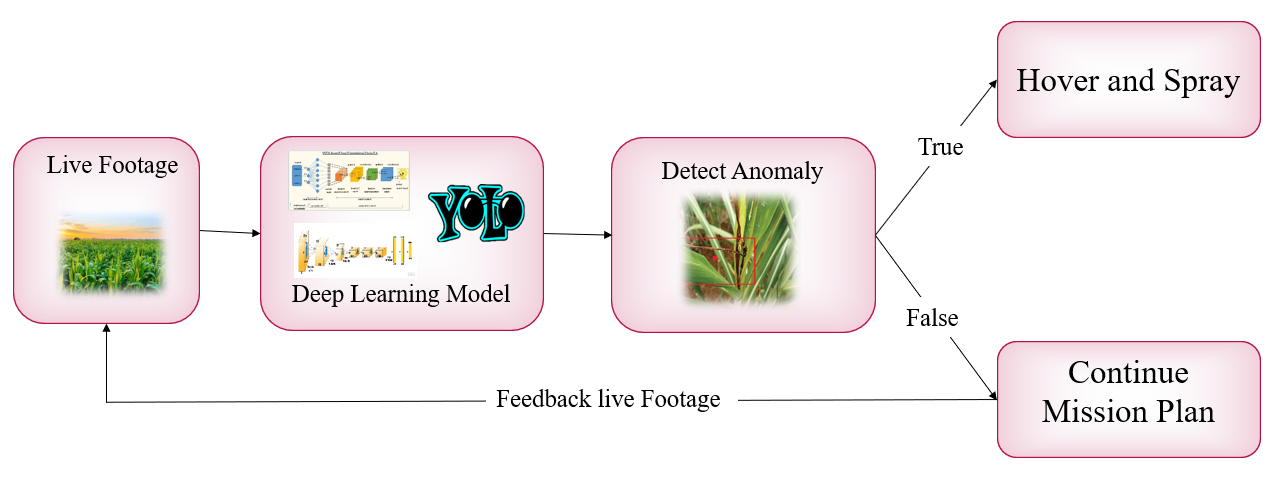 Live Footage
YOLO
Deep Learning Model
Detect Anomaly
True
False
Hover and Spray
Continue
Mission Plan
Feedback live Footage